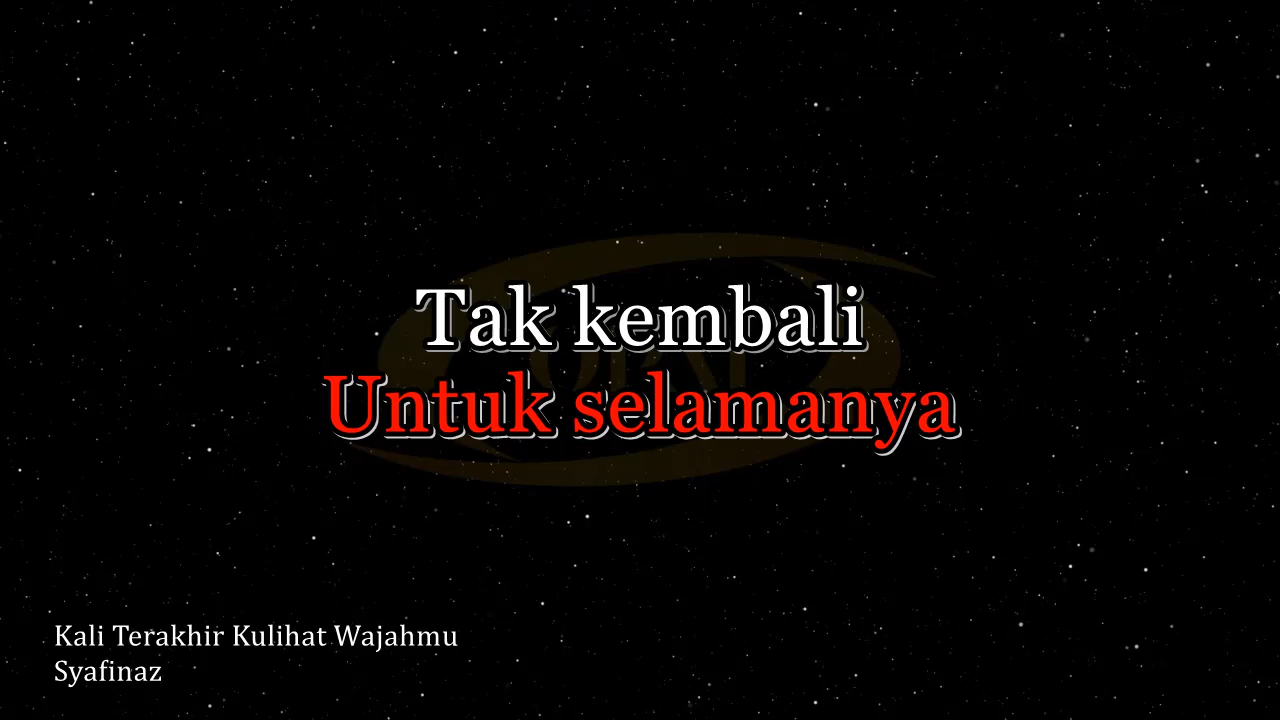 Tak kembali
Untuk selamanya
Kali Terakhir Kulihat Wajahmu
Syafinaz